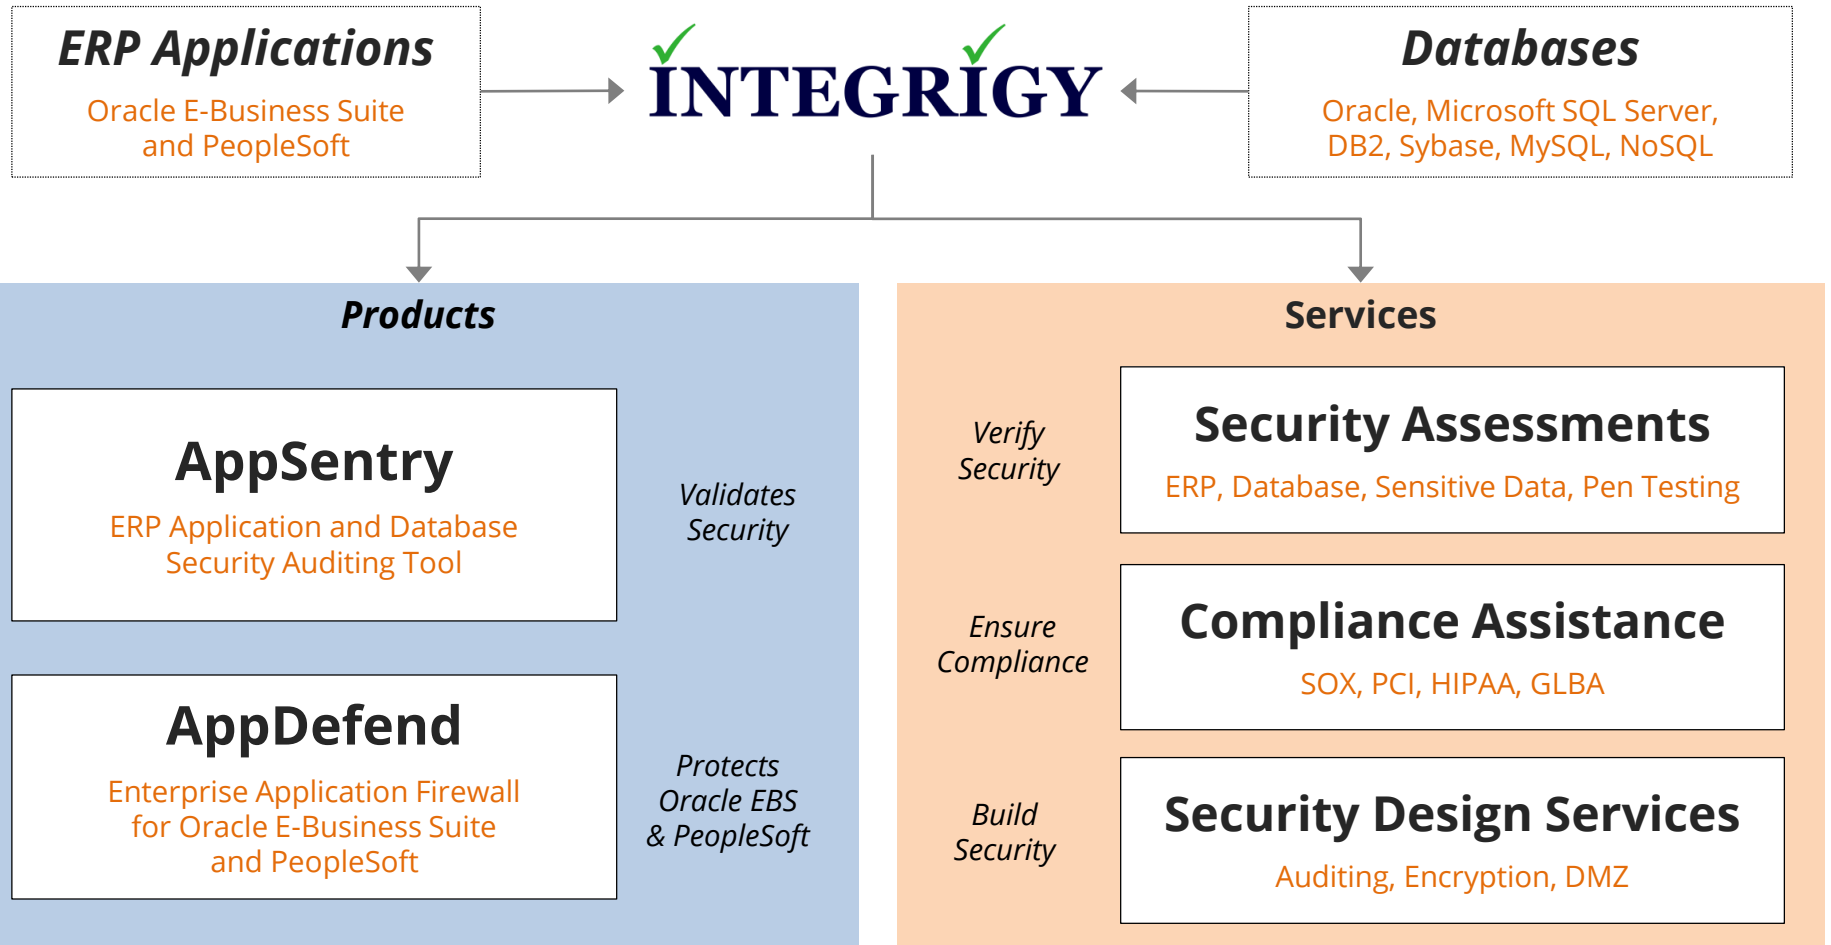 ERP Applications
Oracle E-Business Suite
and PeopleSoft
INTEGRIGY
Databases
Oracle, Microsoft SQL Server,
DB2, Sybase, MySQL, NoSQL
Products
AppSentry
ERP Application and Database
Security Auditing Tool
Validates
Security
AppDefend
Enterprise Application Firewall
for Oracle E-Business Suite
and PeopleSoft
Protects
Oracle EBS
& PeopleSoft
Services
Verify
Security
Security Assessments
ERP, Database, Sensitive Data, Pen Testing
Ensure
Compliance
Compliance Assistance
SOX, PCI, HIPAA, GLBA
Build
Security
Security Design Services
Auditing, Encryption, DMZ